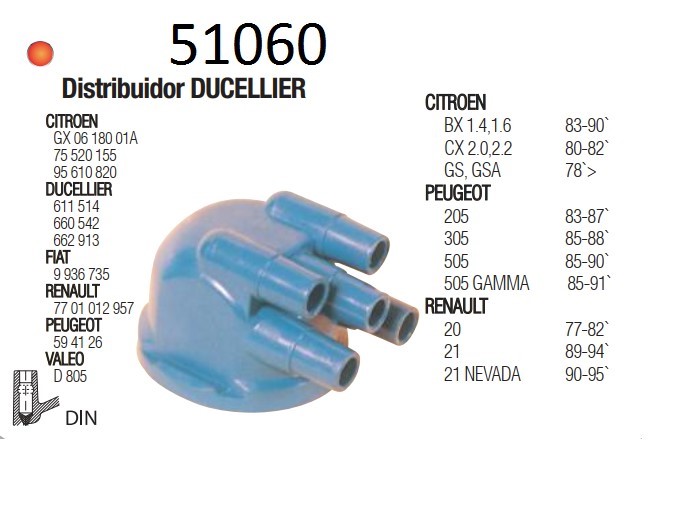 51060
Distribuidor DUCELLIER
CITROEN
GX 06 180 01A
75 520 155
95 610 820
DUCELLIER
611 514
660 542
662 913
FIAT
9 936 735
RENAULT
77 01 012 957
PEUGEOT
59 41 26
VALEO
D 805
DIN
CITROEN
BX 1.4,1.6 83-90`
CX 2.0,2.2 80-82`
GS, GSA 78`>
PEUGEOT
205 83-87`
305 85-88`
505 85-90`
505 GAMMA 85-91`
RENAULT
20 77-82`
21 89-94`
21 NEVADA 90-95`